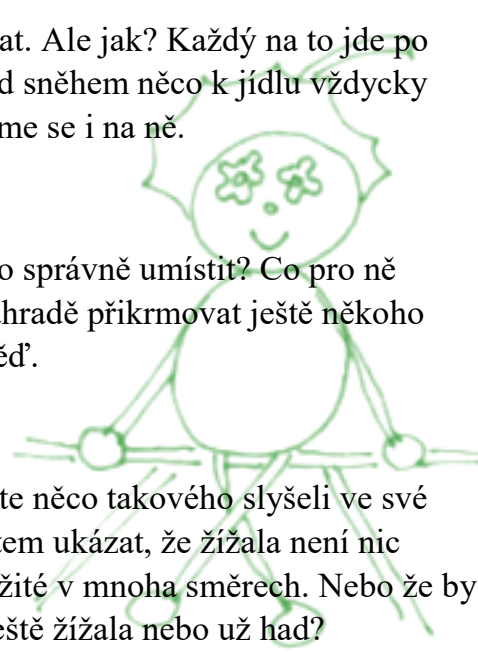 at. Ale jak? Každý na to jde po
d sněhem něco k jídlu vždycky
me se i na ně.
o správně umístit? Co pro ně
hradě přikrmovat ještě někoho
ěď.
te něco takového slyšeli ve své
tem ukázat, že žížala není nic
žité v mnoha směrech. Nebo že by
eště žížala nebo už had?